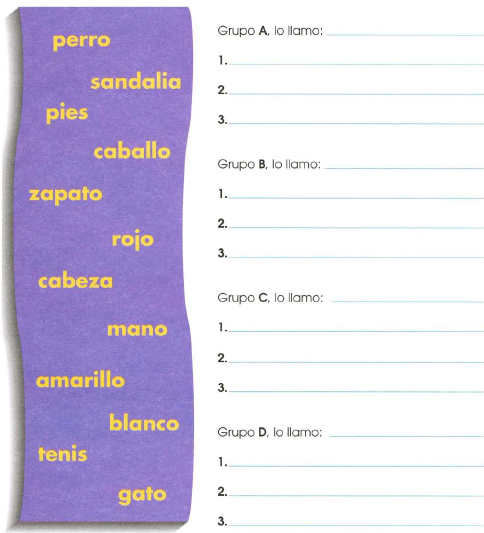 perro
sandalia
pies
caballo
zapato
rojo
cabeza
mano
amarillo
blanco
tenis
gato
Grupo A, lo llamo:
1.
2.
3.
Grupo B, lo llamo:
1.
2.
3.
Grupo C, lo llamo:
1.
2.
3.
Grupo D, lo llamo:
1.
2.
3.